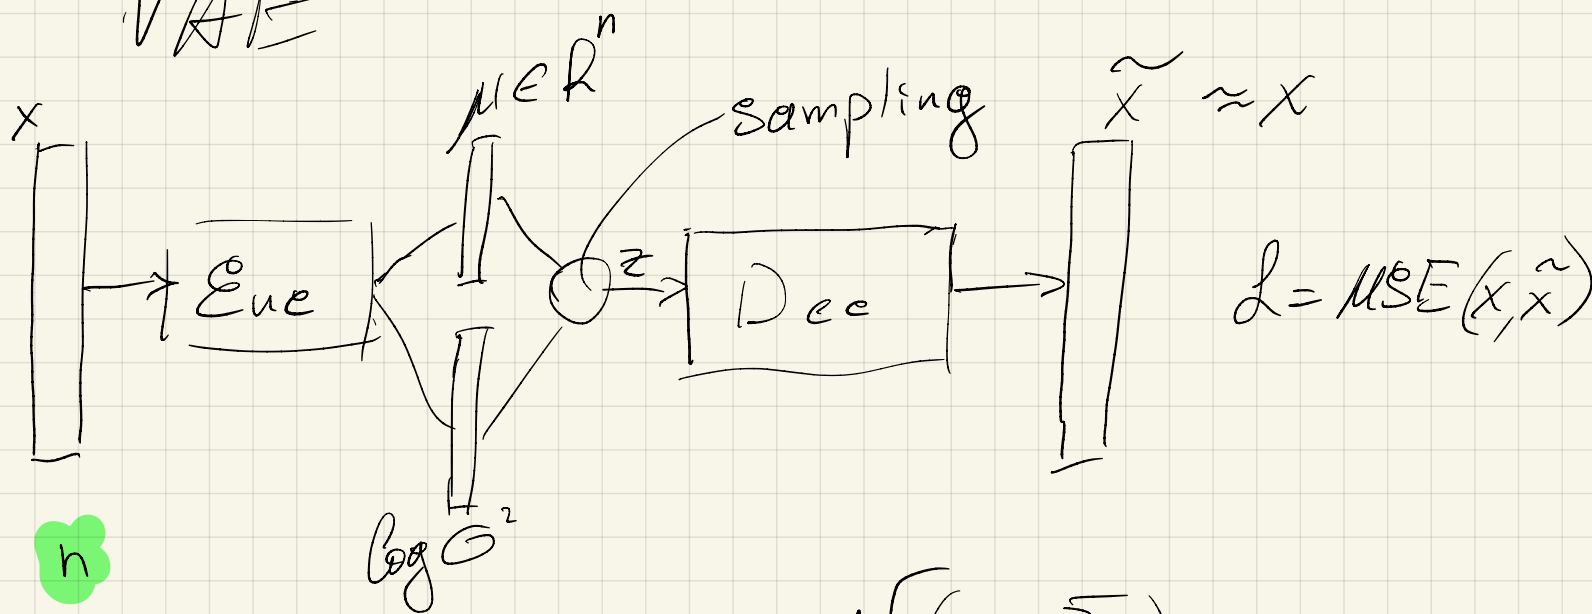 VAE
μ ∈ R^n
x
sampling
x̃ ≈ x
Enc
z
Dec
L = MSE(x, x̃)
log σ²
n